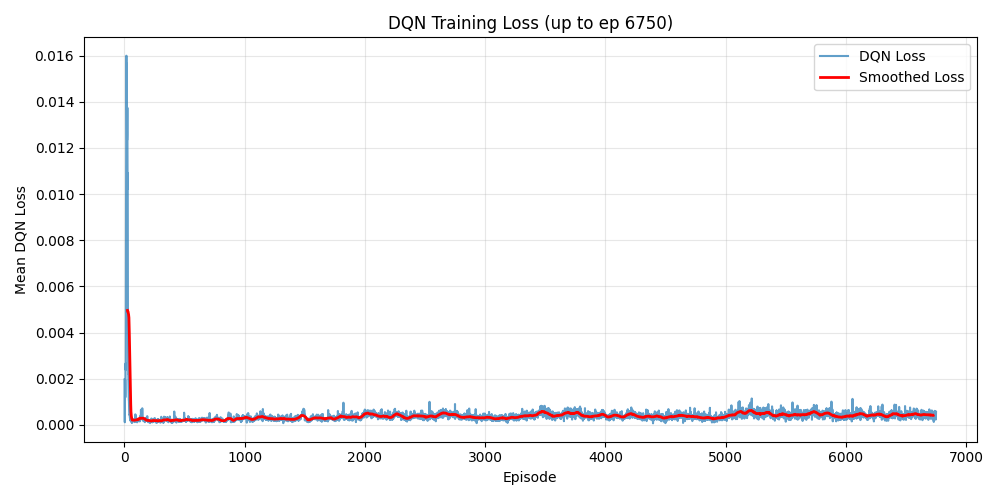 DQN Training Loss (up to ep 6750)
DQN Loss
Smoothed Loss
Mean DQN Loss
0.016
0.014
0.012
0.010
0.008
0.006
0.004
0.002
0.000
0 1000 2000 3000 4000 5000 6000 7000
Episode